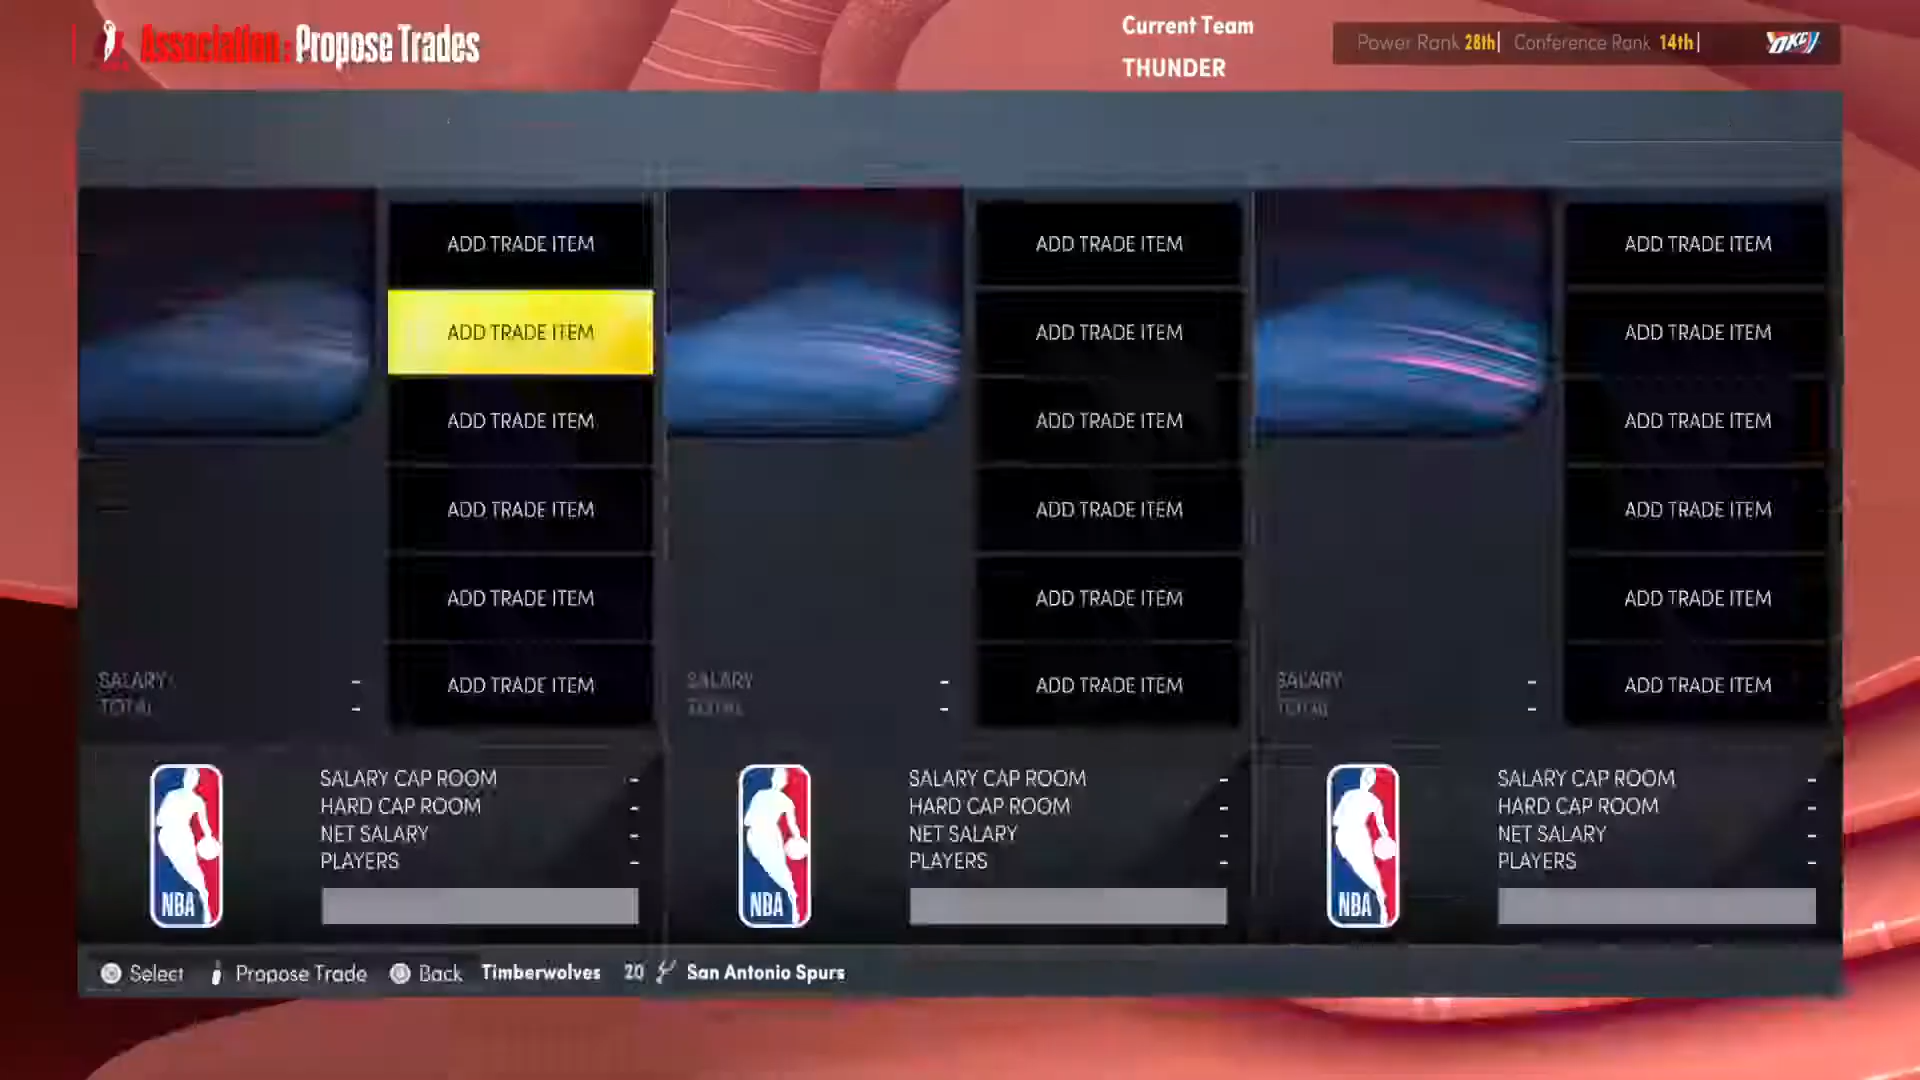 Association : Propose Trades
Current Team
THUNDER
Power Rank 28th| Conference Rank 14th|
OKC
ADD TRADE ITEM
ADD TRADE ITEM
ADD TRADE ITEM
ADD TRADE ITEM
ADD TRADE ITEM
ADD TRADE ITEM
SALARY -
TOTAL -
ADD TRADE ITEM
ADD TRADE ITEM
ADD TRADE ITEM
ADD TRADE ITEM
ADD TRADE ITEM
ADD TRADE ITEM
SALARY -
TOTAL -
ADD TRADE ITEM
ADD TRADE ITEM
ADD TRADE ITEM
ADD TRADE ITEM
ADD TRADE ITEM
ADD TRADE ITEM
SALARY -
TOTAL -
NBA
SALARY CAP ROOM -
HARD CAP ROOM -
NET SALARY -
PLAYERS -
NBA
SALARY CAP ROOM -
HARD CAP ROOM -
NET SALARY -
PLAYERS -
NBA
SALARY CAP ROOM -
HARD CAP ROOM -
NET SALARY -
PLAYERS -
Select Propose Trade Back Timberwolves 20 San Antonio Spurs